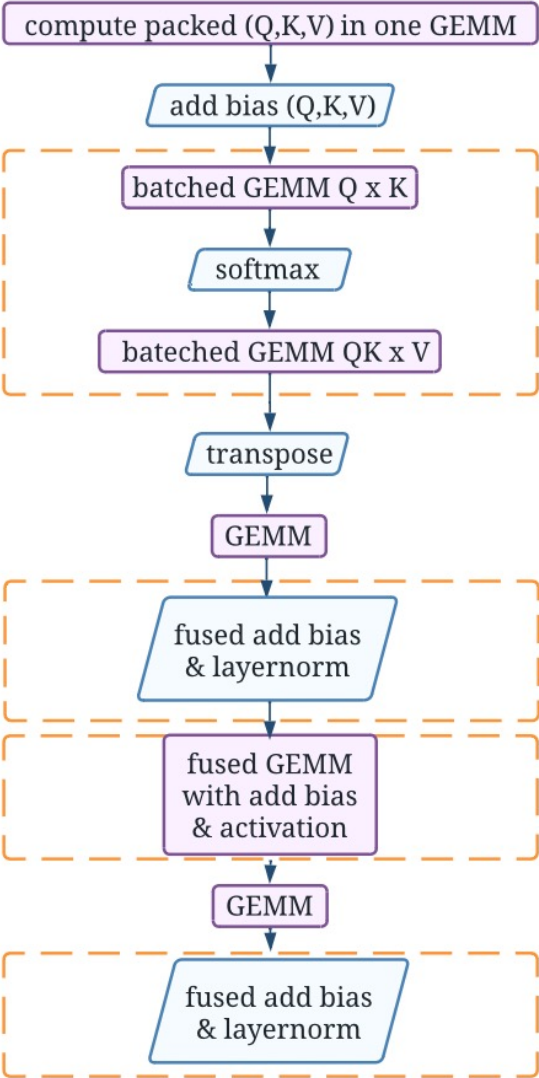 compute packed (Q,K,V) in one GEMM
add bias (Q,K,V)
batched GEMM Q x K
softmax
bateched GEMM QK x V
transpose
GEMM
fused add bias
& layernorm
fused GEMM
with add bias
& activation
GEMM
fused add bias
& layernorm